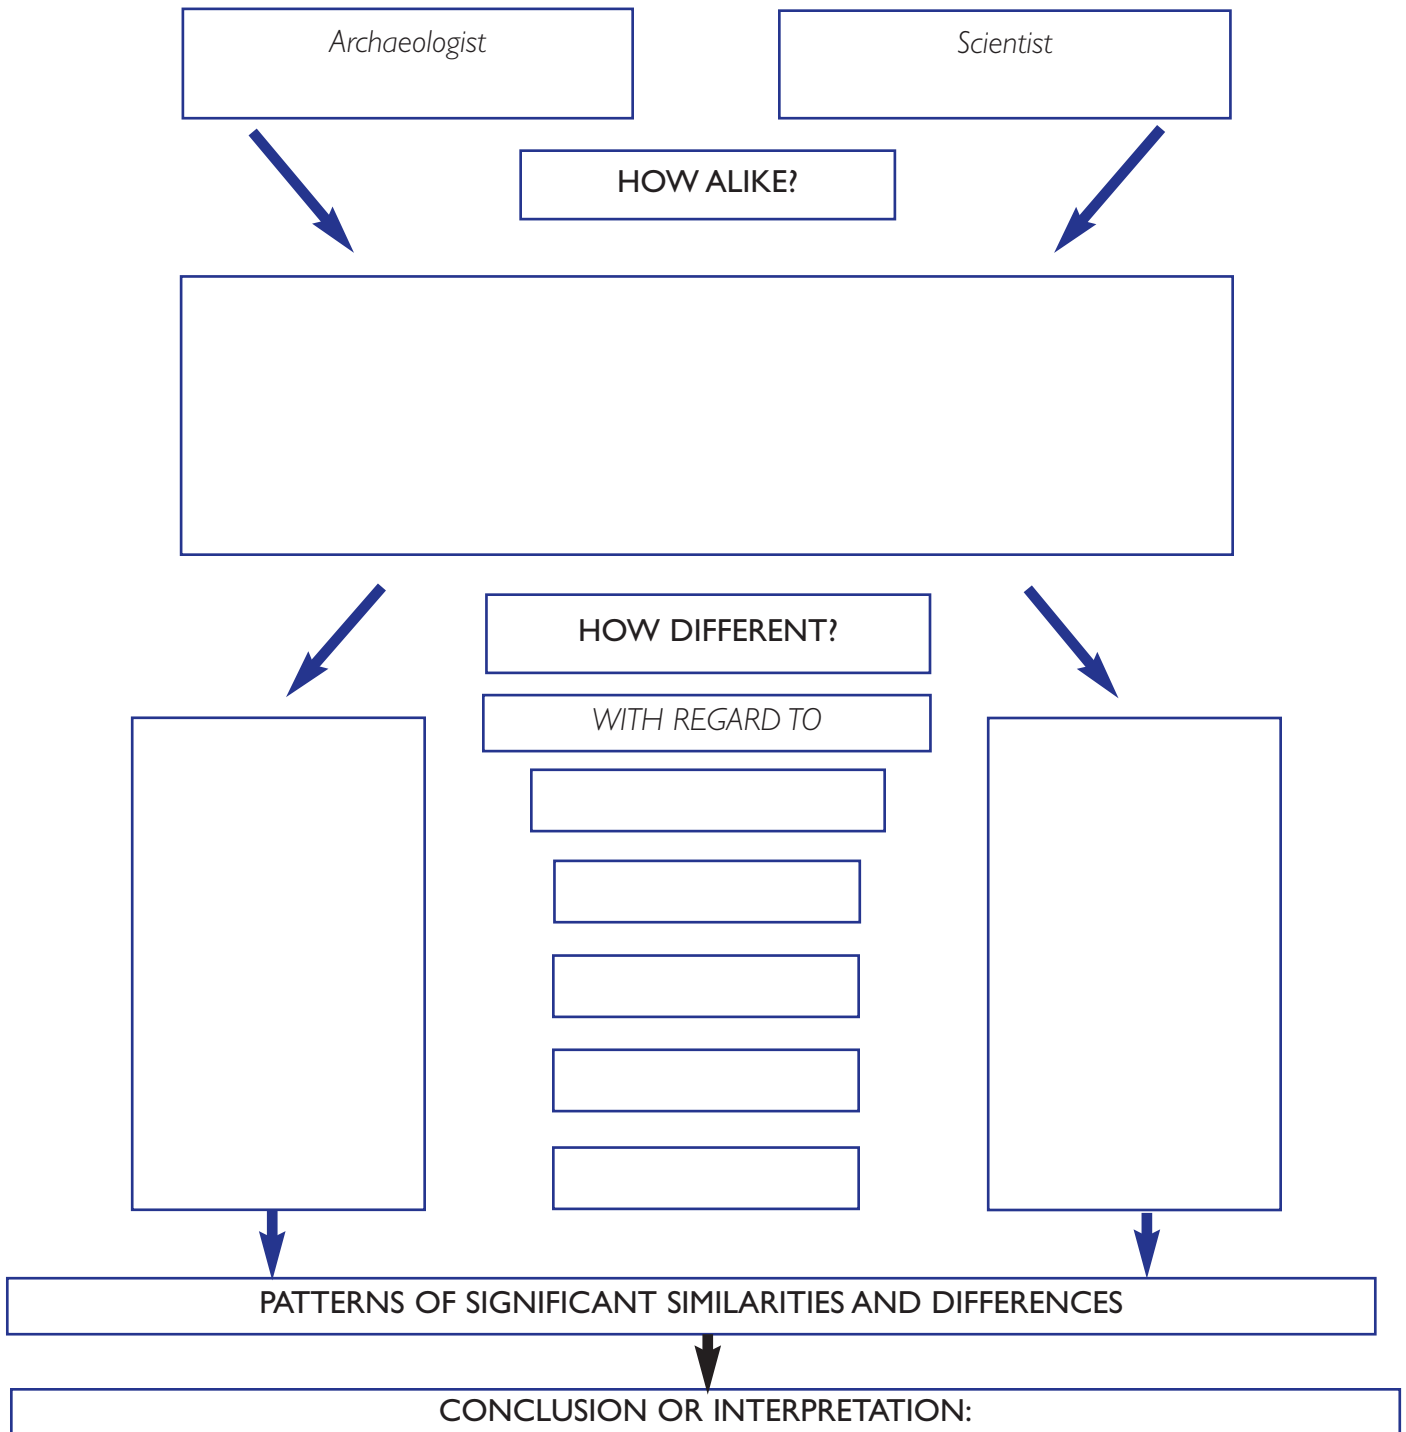 Archaeologist
Scientist
HOW ALIKE?
HOW DIFFERENT?
WITH REGARD TO
PATTERNS OF SIGNIFICANT SIMILARITIES AND DIFFERENCES
CONCLUSION OR INTERPRETATION: